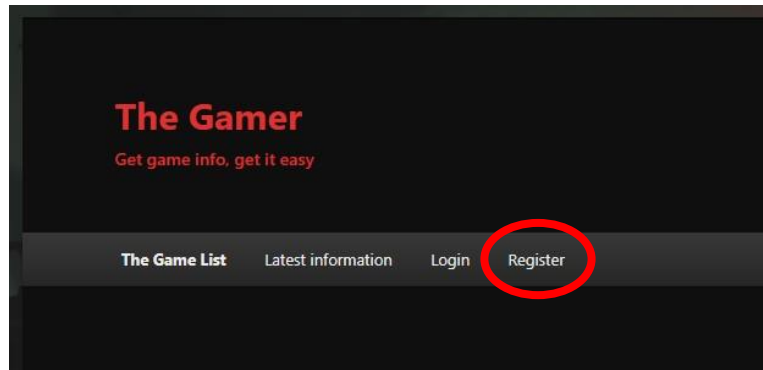 The Gamer
Get game info, get it easy
The Game List Latest information Login Register